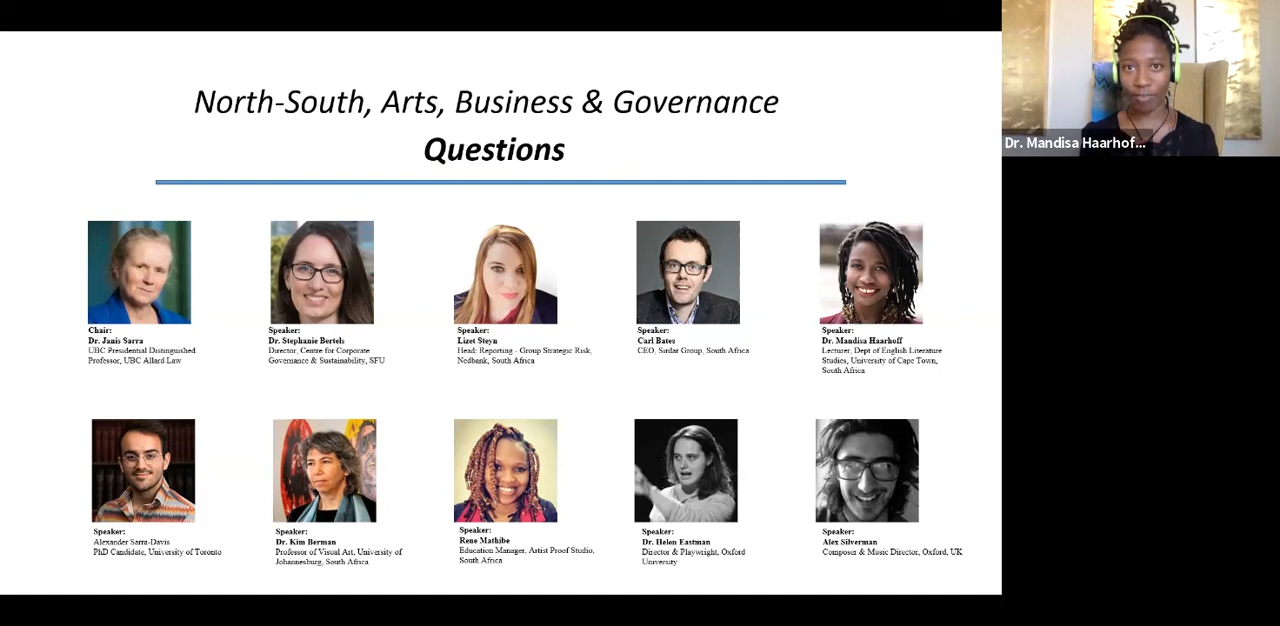 North-South, Arts, Business & Governance
Questions
Dr. Mandisa Haarhof...
Chair:
Dr. Janis Sarra
UBC Presidential Distinguished
Professor, UBC Allard Law
Speaker:
Dr. Stephanie Bertels
Director, Centre for Corporate
Governance & Sustainability, SFU
Speaker:
Lizet Steyn
Head: Reporting - Group Strategic Risk,
Nedbank, South Africa
Speaker:
Carl Bates
CEO, Sirdar Group, South Africa
Speaker:
Dr. Mandisa Haarhoff
Lecturer, Dept of English Literature
Studies, University of Cape Town,
South Africa
Speaker:
Alexander Sarra-Davis
PhD Candidate, University of Toronto
Speaker:
Dr. Kim Berman
Professor of Visual Art, University of
Johannesburg, South Africa
Speaker:
Rene Mathibe
Education Manager, Artist Proof Studio,
South Africa
Speaker:
Dr. Helen Eastman
Director & Playwright, Oxford
University
Speaker:
Alex Silverman
Composer & Music Director, Oxford, UK